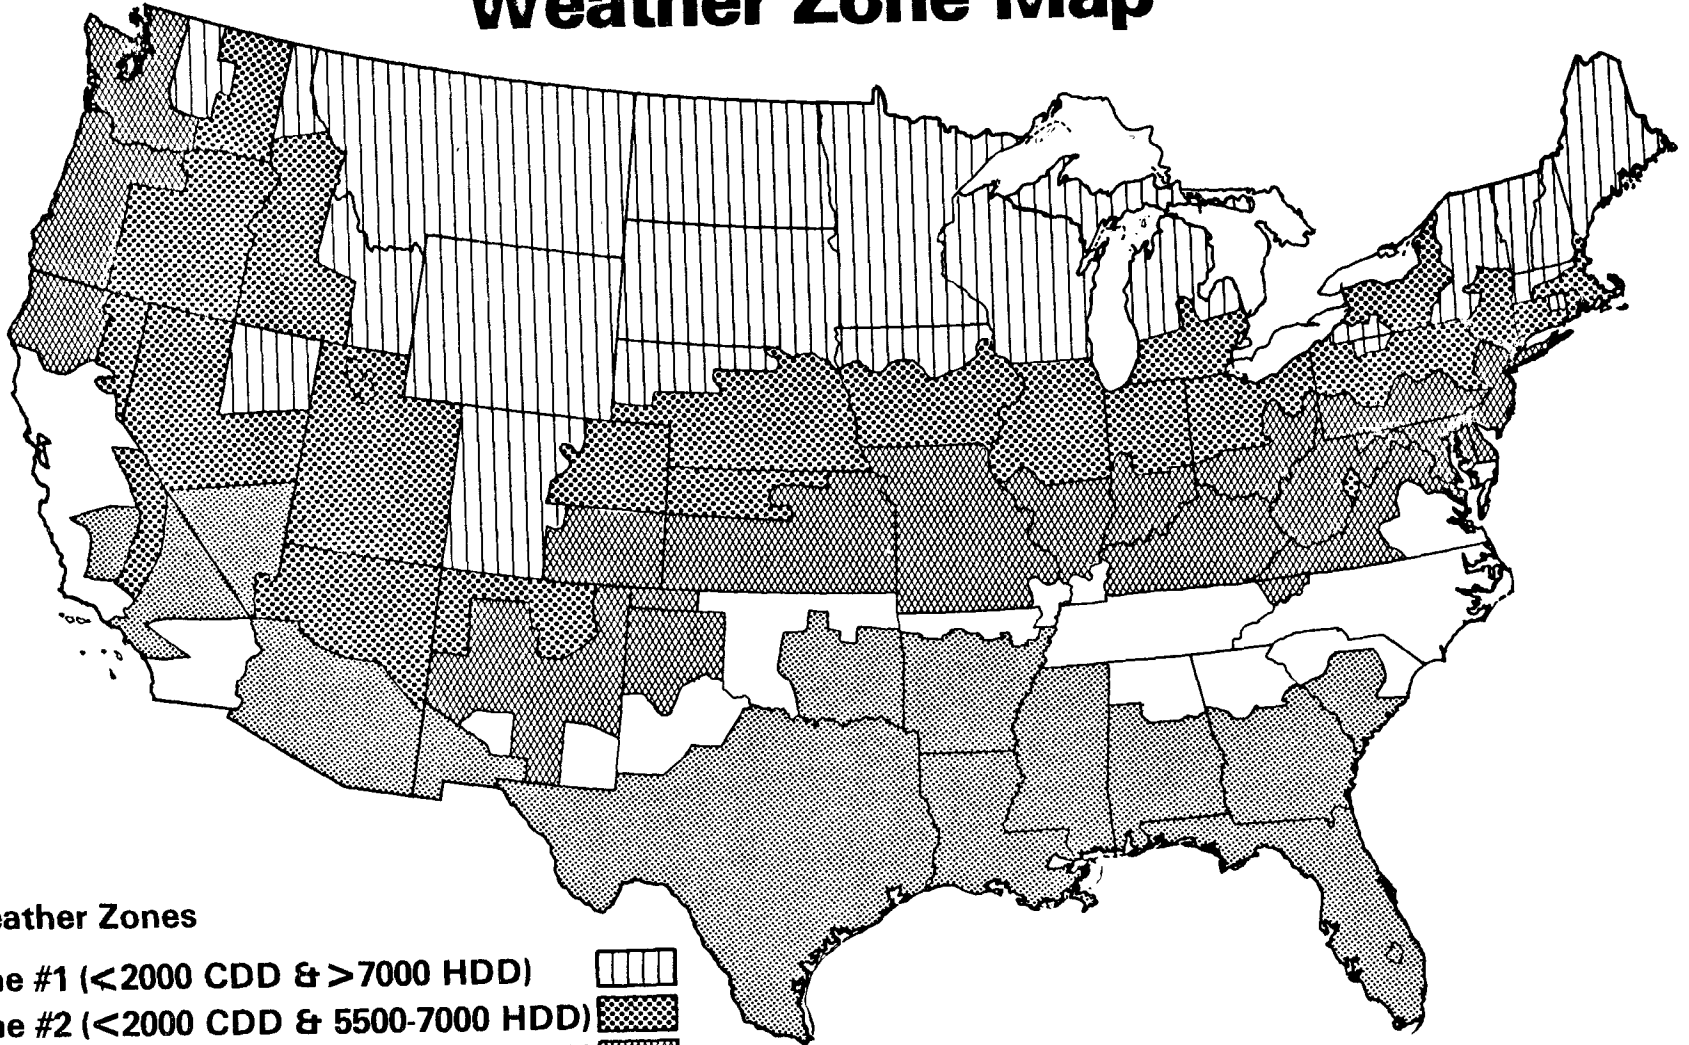 Weather Zone Map
eather Zones
ne #1 (<2000 CDD & >7000 HDD)
ne #2 (<2000 CDD & 5500-7000 HDD)